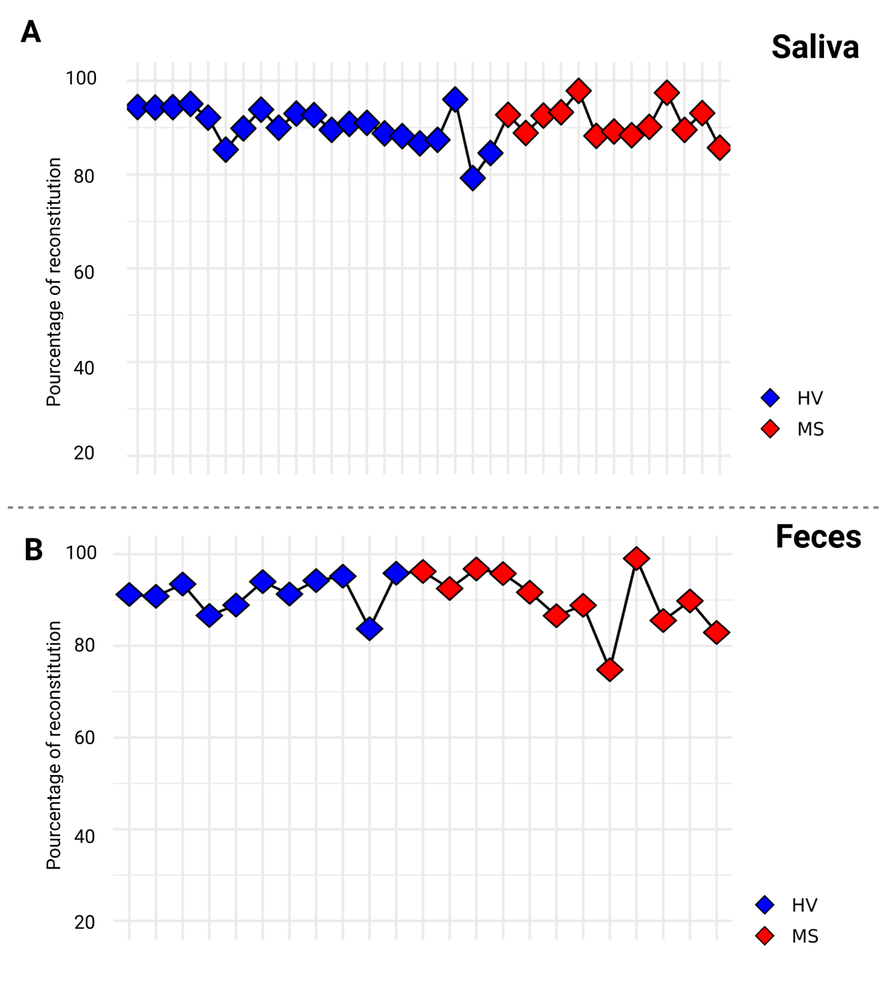 A
Saliva
100
80
60
40
20
Pourcentage of reconstitution
HV
MS
B
Feces
100
80
60
40
20
Pourcentage of reconstitution
HV
MS